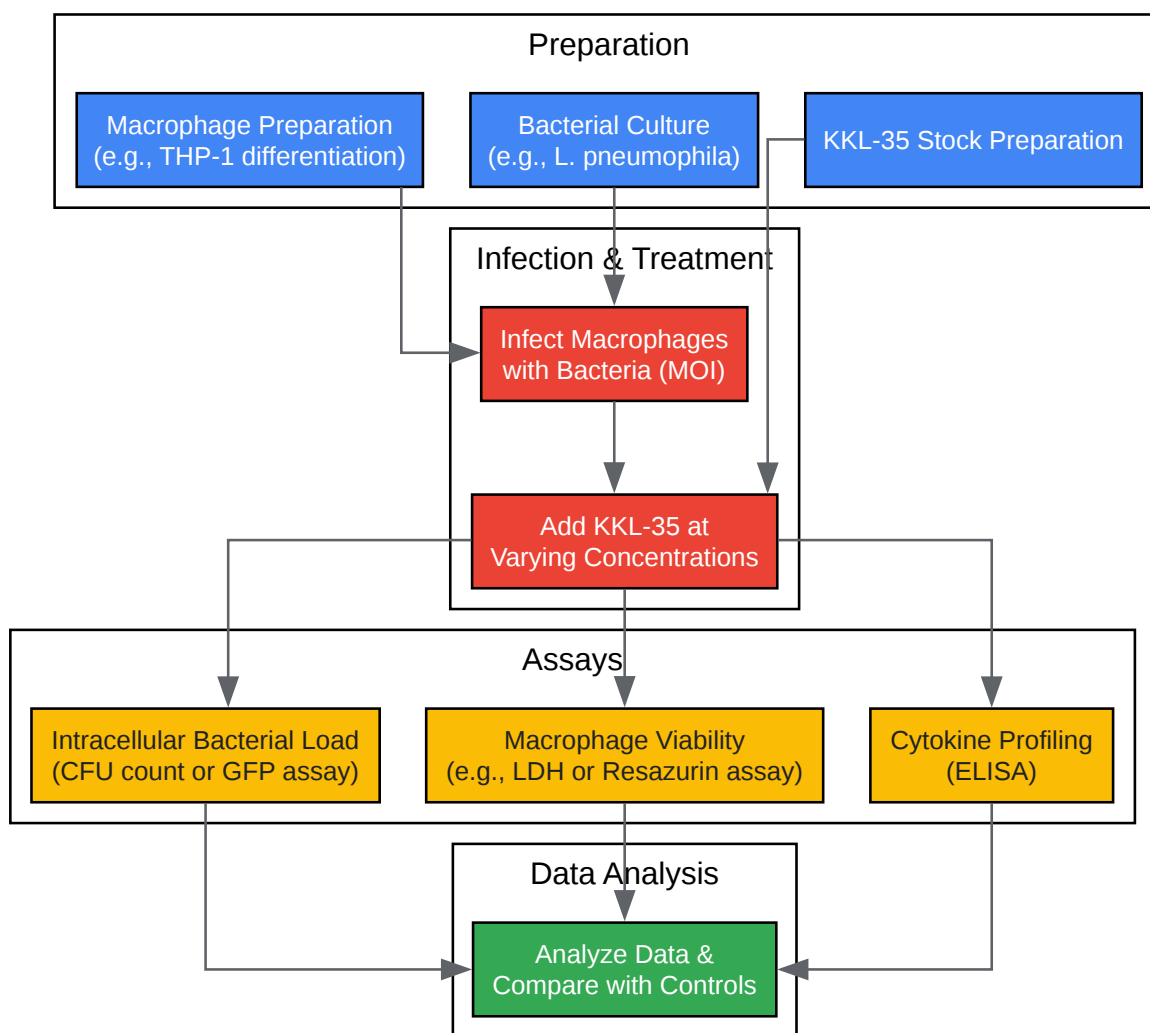 Preparation
Macrophage Preparation
(e.g., THP-1 differentiation)
Bacterial Culture
(e.g., L. pneumophila)
KKL-35 Stock Preparation
Infection & Treatment
Infect Macrophages
with Bacteria (MOI)
Add KKL-35 at
Varying Concentrations
Assays
Intracellular Bacterial Load
(CFU count or GFP assay)
Macrophage Viability
(e.g., LDH or Resazurin assay)
Cytokine Profiling
(ELISA)
Data Analysis
Analyze Data &
Compare with Controls